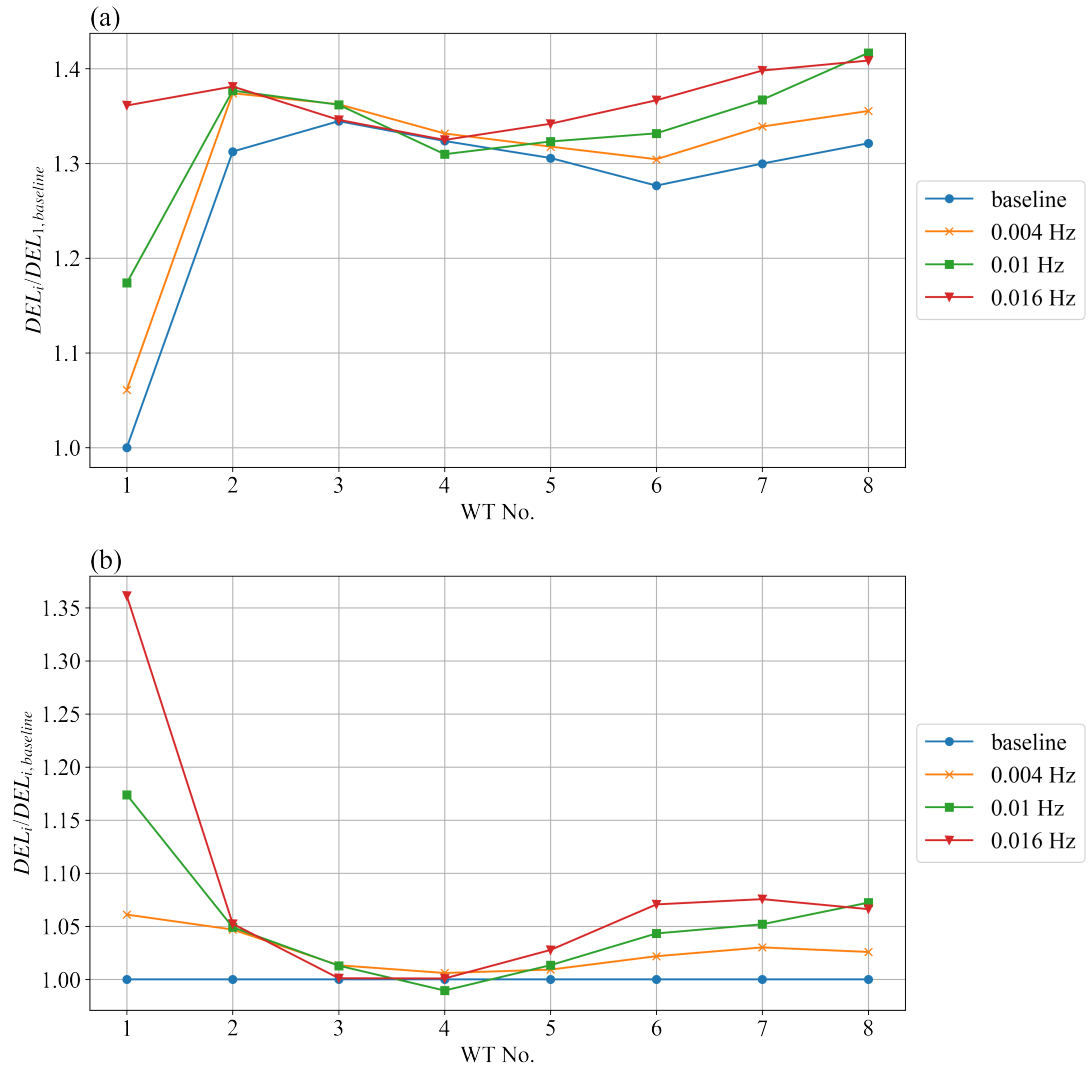 (a)
1.4
1.3
1.2
1.1
1.0
DEL_i/DEL_{1,baseline}
1 2 3 4 5 6 7 8
WT No.
baseline
0.004 Hz
0.01 Hz
0.016 Hz
(b)
1.35
1.30
1.25
1.20
1.15
1.10
1.05
1.00
DEL_i/DEL_{i,baseline}
1 2 3 4 5 6 7 8
WT No.
baseline
0.004 Hz
0.01 Hz
0.016 Hz